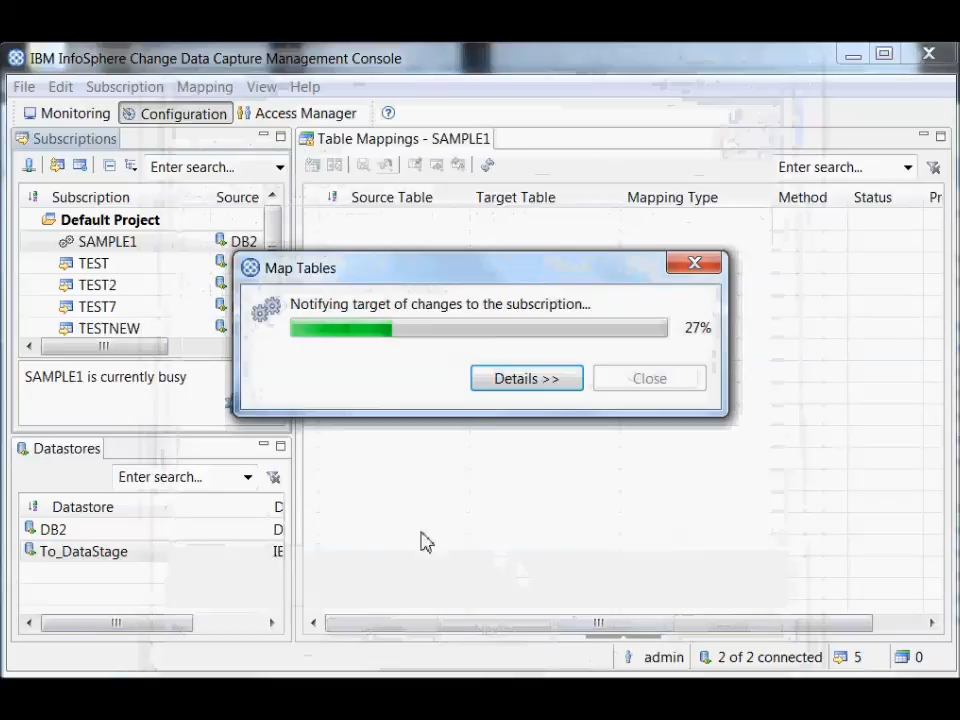 IBM InfoSphere Change Data Capture Management Console
File Edit Subscription Mapping View Help
Monitoring Configuration Access Manager
Subscriptions
Enter search...
Subscription Source
Default Project
SAMPLE1 DB2
TEST
TEST2
TEST7
TESTNEW
SAMPLE1 is currently busy
Datastores
Enter search...
Datastore D
DB2 D
To_DataStage IE
Table Mappings - SAMPLE1
Enter search...
Source Table Target Table Mapping Type Method Status Pr
Map Tables
Notifying target of changes to the subscription...
27%
Details >> Close
admin 2 of 2 connected 5 0